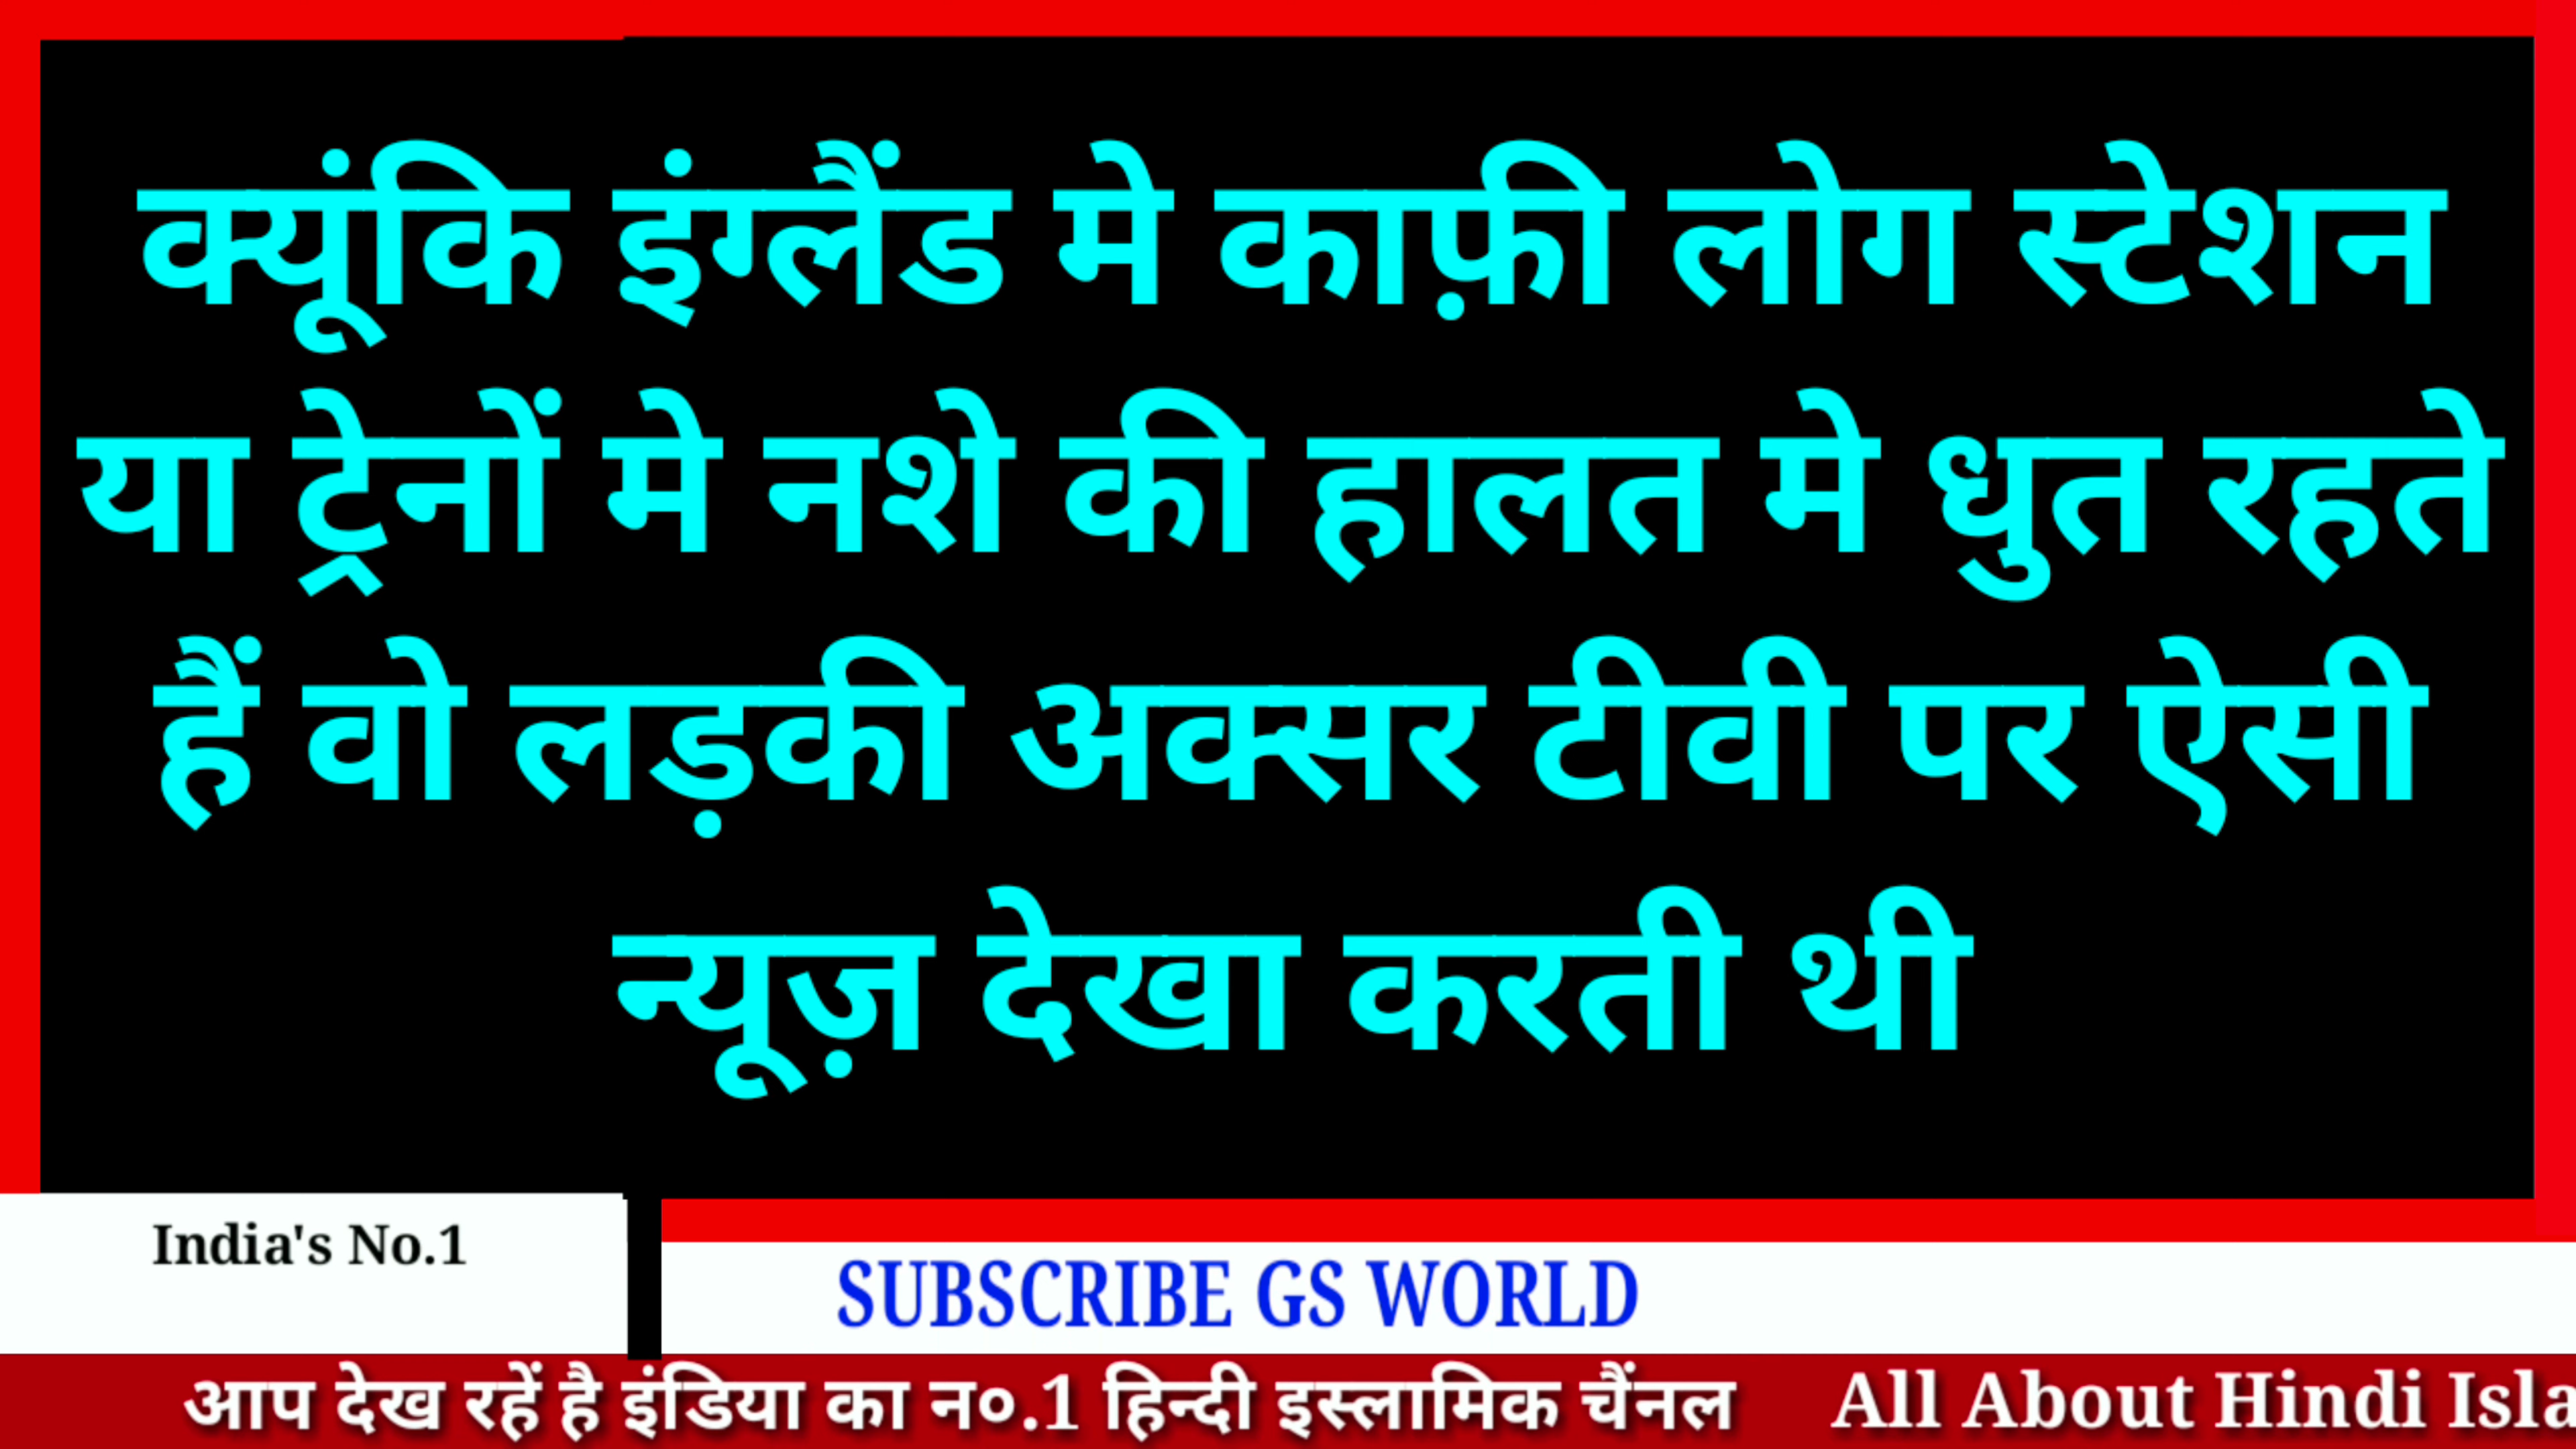 क्यूंकि इंग्लैंड मे काफ़ी लोग स्टेशन
या ट्रेनों मे नशे की हालत मे धुत रहते
हैं वो लड़की अक्सर टीवी पर ऐसी
न्यूज़ देखा करती थी
India's No.1
SUBSCRIBE GS WORLD
आप देख रहें है इंडिया का न०.1 हिन्दी इस्लामिक चैंनल All About Hindi